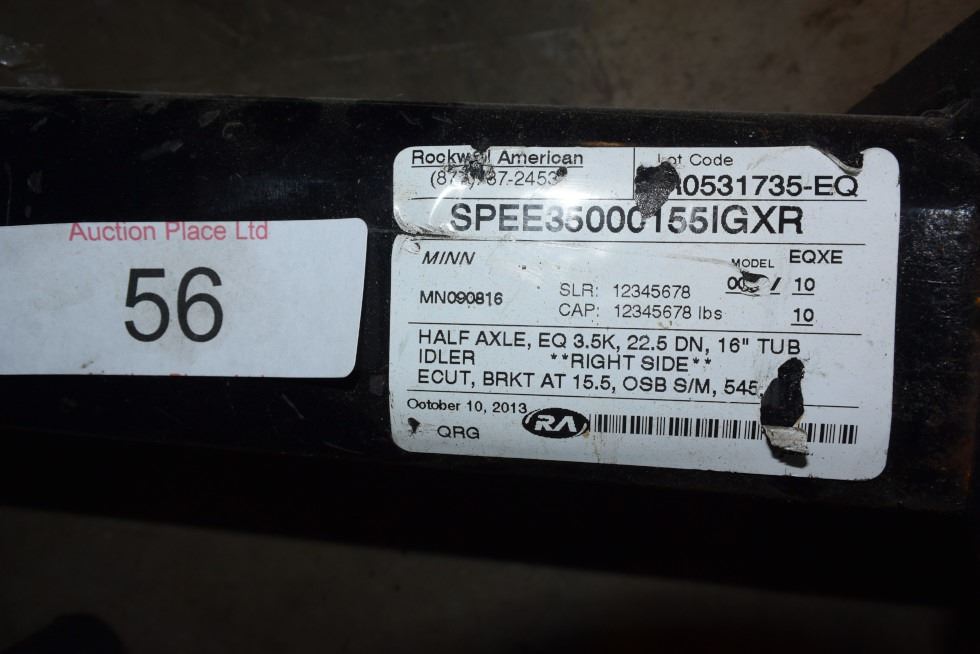 Auction Place Ltd
56
Rockwell American
Lot Code
0531735-EQ
SPEE35000155IGXR
MINN
MODEL EQXE
MN090816
SLR: 12345678
10
CAP: 12345678 lbs
10
HALF AXLE, EQ 3.5K, 22.5 DN, 16" TUB
IDLER **RIGHT SIDE**
ECUT, BRKT AT 15.5, OSB S/M, 545
October 10, 2013
RA
QRG